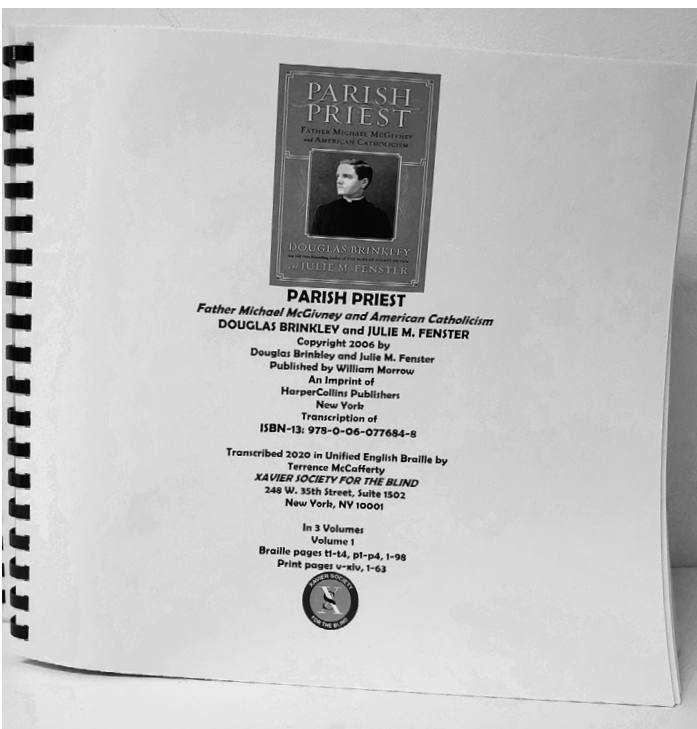 PARISH
PRIEST
FATHER MICHAEL MCGIVNEY
and AMERICAN CATHOLICISM
DOUGLAS BRINKLEY
and JULIE M. FENSTER
PARISH PRIEST
Father Michael McGivney and American Catholicism
DOUGLAS BRINKLEY and JULIE M. FENSTER
Copyright 2006 by
Douglas Brinkley and Julie M. Fenster
Published by William Morrow
An Imprint of
HarperCollins Publishers
New York
Transcription of
ISBN-13: 978-0-06-077684-8
Transcribed 2020 in Unified English Braille by
Terrence McCafferty
XAVIER SOCIETY FOR THE BLIND
248 W. 35th Street, Suite 1502
New York, NY 10001
In 3 Volumes
Volume 1
Braille pages t1-t4, p1-p4, 1-98
Print pages v-xiv, 1-63
XAVIER SOCIETY
XS
FOR THE BLIND